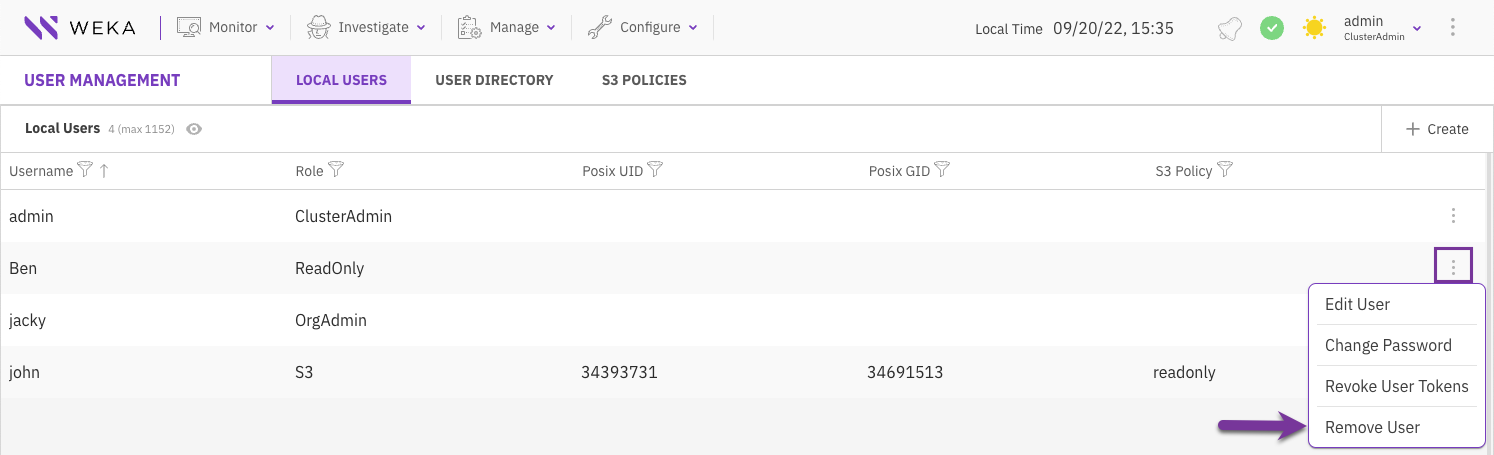 WEKA Monitor Investigate Manage Configure Local Time 09/20/22, 15:35 admin
ClusterAdmin
USER MANAGEMENT LOCAL USERS USER DIRECTORY S3 POLICIES
Local Users 4 (max 1152) Create
Username Role Posix UID Posix GID S3 Policy
admin ClusterAdmin
Ben ReadOnly
jacky OrgAdmin
john S3 34393731 34691513 readonly
Edit User
Change Password
Revoke User Tokens
Remove User